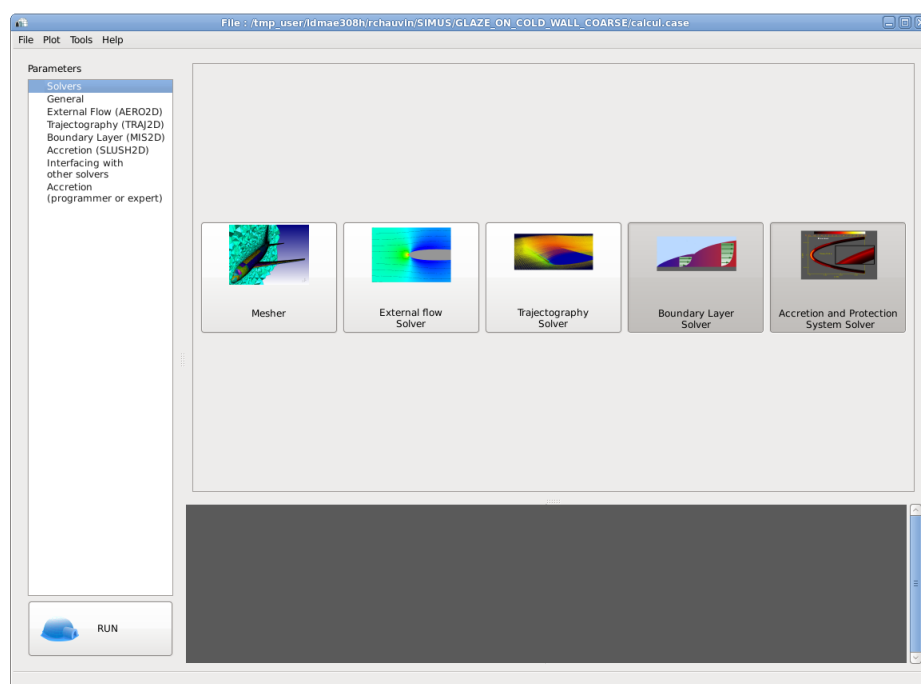 File : /tmp_user/ldmae308h/rchauvin/SIMUS/GLAZE_ON_COLD_WALL_COARSE/calcul.case
File Plot Tools Help
Parameters
Solvers
General
External Flow (AERO2D)
Trajectography (TRAJ2D)
Boundary Layer (MIS2D)
Accretion (SLUSH2D)
Interfacing with
other solvers
Accretion
(programmer or expert)
Mesher
External flow
Solver
Trajectography
Solver
Boundary Layer
Solver
Accretion and Protection
System Solver
RUN